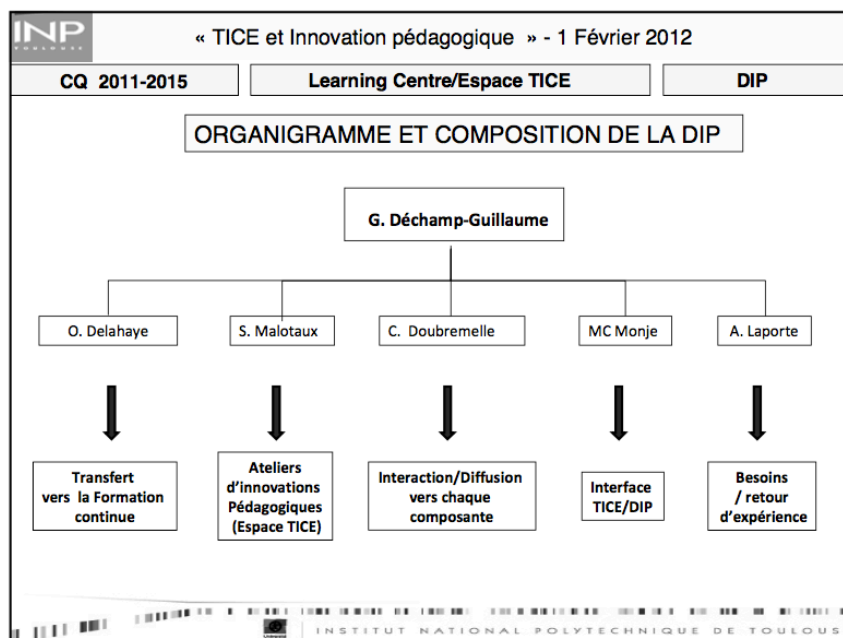 INP
TOULOUSE
« TICE et Innovation pédagogique » - 1 Février 2012
CQ 2011-2015
Learning Centre/Espace TICE
DIP
ORGANIGRAMME ET COMPOSITION DE LA DIP
G. Déchamp-Guillaume
O. Delahaye
S. Malotaux
C. Doubremelle
MC Monje
A. Laporte
Transfert
vers la Formation
continue
Ateliers
d'innovations
Pédagogiques
(Espace TICE)
Interaction/Diffusion
vers chaque
composante
Interface
TICE/DIP
Besoins
/ retour
d'expérience
INSTITUT NATIONAL POLYTECHNIQUE DE TOULOUS